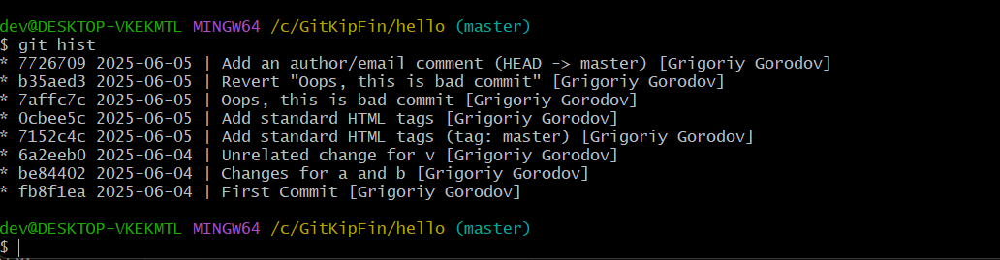 dev@DESKTOP-VKEKMTL MINGW64 /c/GitKipFin/hello (master)
$ git hist
* 7726709 2025-06-05 | Add an author/email comment (HEAD -> master) [Grigoriy Gorodov]
* b35aed3 2025-06-05 | Revert "Oops, this is bad commit" [Grigoriy Gorodov]
* 7affc7c 2025-06-05 | Oops, this is bad commit [Grigoriy Gorodov]
* 0cbee5c 2025-06-05 | Add standard HTML tags [Grigoriy Gorodov]
* 7152c4c 2025-06-05 | Add standard HTML tags (tag: master) [Grigoriy Gorodov]
* 6a2eeb0 2025-06-04 | Unrelated change for v [Grigoriy Gorodov]
* be84402 2025-06-04 | Changes for a and b [Grigoriy Gorodov]
* fb8f1ea 2025-06-04 | First Commit [Grigoriy Gorodov]
dev@DESKTOP-VKEKMTL MINGW64 /c/GitKipFin/hello (master)
$